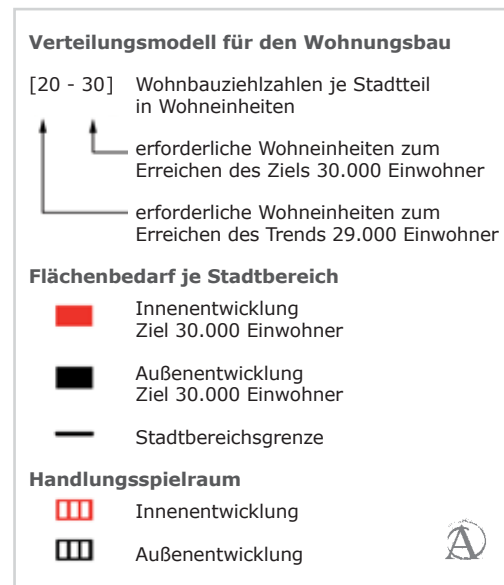 Verteilungsmodell für den Wohnungsbau
[20 - 30] Wohnbauziehlzahlen je Stadtteil
in Wohneinheiten
erforderliche Wohneinheiten zum
Erreichen des Ziels 30.000 Einwohner
erforderliche Wohneinheiten zum
Erreichen des Trends 29.000 Einwohner
Flächenbedarf je Stadtbereich
Innenentwicklung
Ziel 30.000 Einwohner
Außenentwicklung
Ziel 30.000 Einwohner
Stadtbereichsgrenze
Handlungsspielraum
Innenentwicklung
Außenentwicklung
A